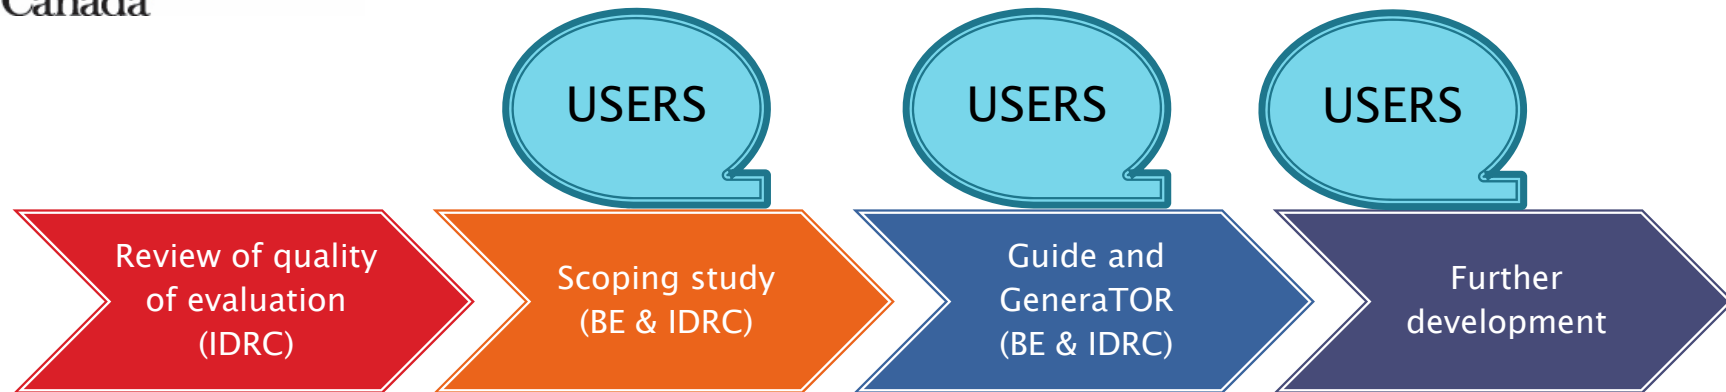 Canada
USERS
USERS
USERS
Review of quality
of evaluation
(IDRC)
Scoping study
(BE & IDRC)
Guide and
GeneraTOR
(BE & IDRC)
Further
development